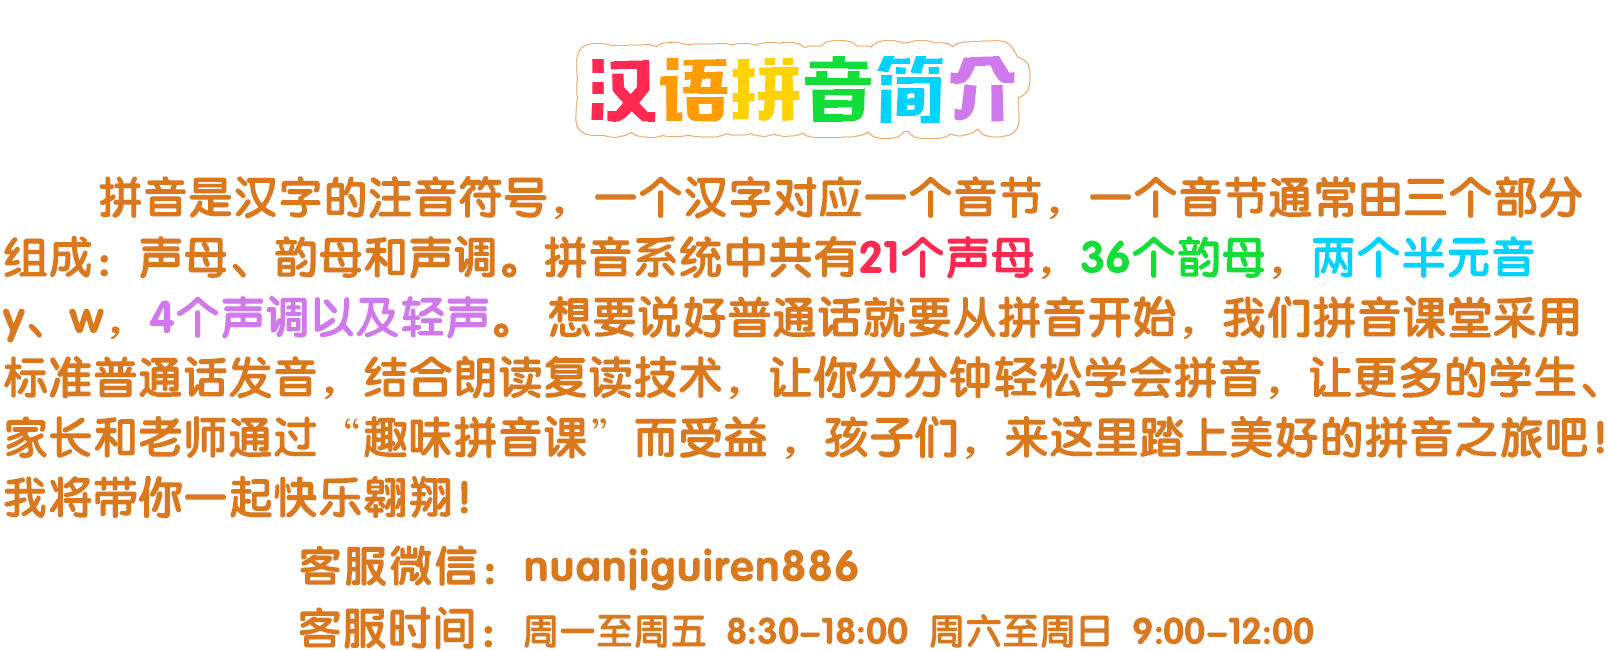 汉语拼音简介
拼音是汉字的注音符号，一个汉字对应一个音节，一个音节通常由三个部分
组成：声母、韵母和声调。拼音系统中共有21个声母，36个韵母，两个半元音
y、w，4个声调以及轻声。 想要说好普通话就要从拼音开始，我们拼音课堂采用
标准普通话发音，结合朗读复读技术，让你分分钟轻松学会拼音，让更多的学生、
家长和老师通过“趣味拼音课”而受益 ，孩子们，来这里踏上美好的拼音之旅吧！
我将带你一起快乐翱翔！
客服微信：nuanjiguiren886
客服时间：周一至周五 8:30-18:00 周六至周日 9:00-12:00